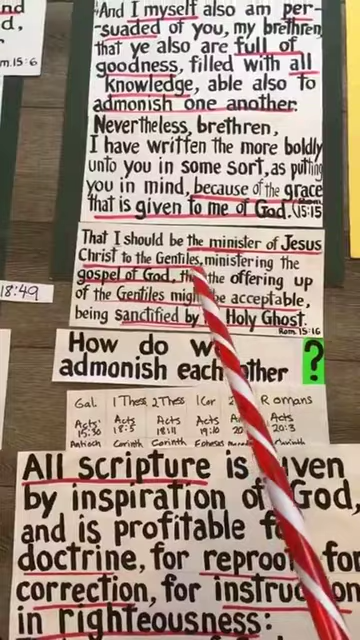 nd
d,
m.15:6
"And I myself also am per-
-suaded of you, my brethren,
that ye also are full of
goodness, filled with all
knowledge, able also to
admonish one another.
Nevertheless, brethren,
I have written the more boldly
unto you in some sort, as putting
you in mind, because of the grace
that is given to me of God. Rom. 15:15
That I should be the minister of Jesus
Christ to the Gentiles, ministering the
gospel of God, the offering up
of the Gentiles might be acceptable,
being sanctified by Holy Ghost.
Rom. 15:16
18:49
How do w
admonish each other ?
Gal. 1 Thess 2 Thess 1 Cor 2 Romans
Acts Acts Acts Acts 20 Acts
15:30 18:5 18:11 19:10 20:3
Antioch Corinth Corinth Ephesus Corinth
All scripture is given
by inspiration of God,
and is profitable f
doctrine, for reproof for
correction, for instruction
in righteousness: